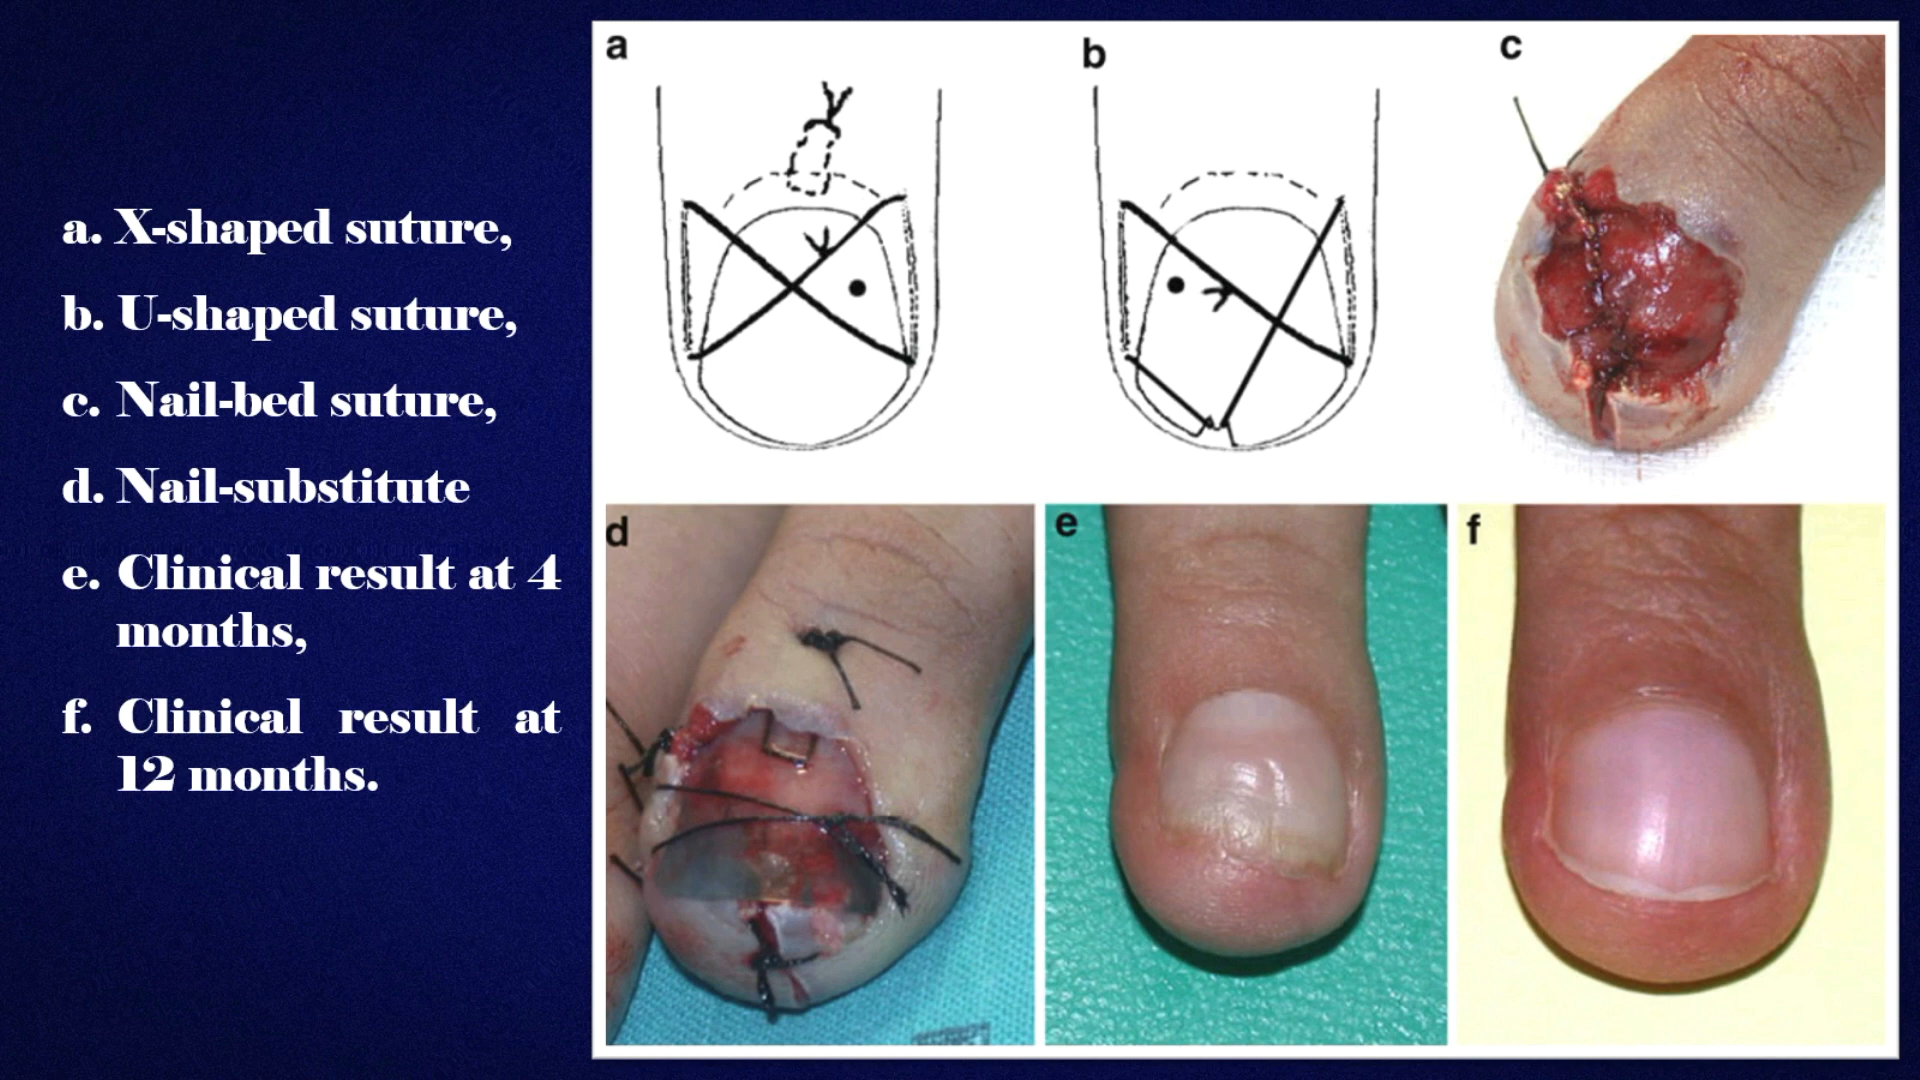 a. X-shaped suture,
b. U-shaped suture,
c. Nail-bed suture,
d. Nail-substitute
e. Clinical result at 4
months,
f. Clinical result at
12 months.
a
b
c
d
e
f